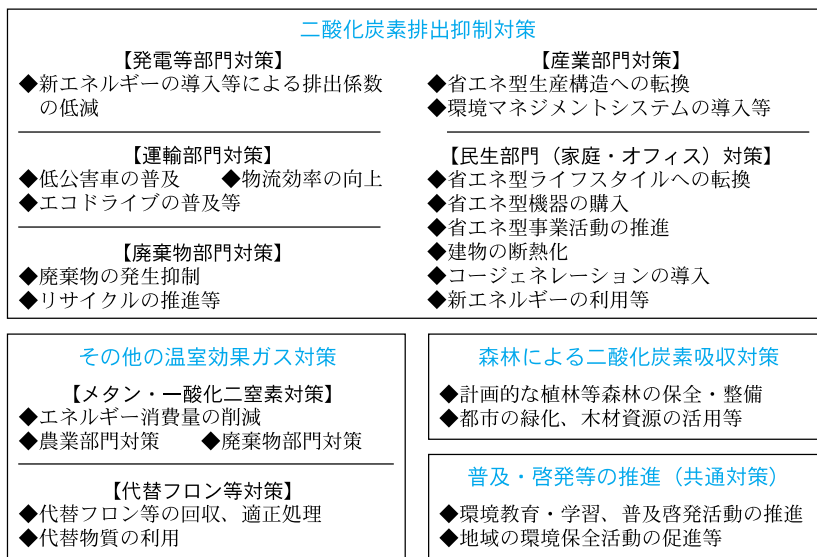 二酸化炭素排出抑制対策
【発電等部門対策】
◆新エネルギーの導入等による排出係数
の低減
【運輸部門対策】
◆低公害車の普及　◆物流効率の向上
◆エコドライブの普及等
【廃棄物部門対策】
◆廃棄物の発生抑制
◆リサイクルの推進等
【産業部門対策】
◆省エネ型生産構造への転換
◆環境マネジメントシステムの導入等
【民生部門（家庭・オフィス）対策】
◆省エネ型ライフスタイルへの転換
◆省エネ型機器の購入
◆省エネ型事業活動の推進
◆建物の断熱化
◆コージェネレーションの導入
◆新エネルギーの利用等
その他の温室効果ガス対策
【メタン・一酸化二窒素対策】
◆エネルギー消費量の削減
◆農業部門対策　◆廃棄物部門対策
【代替フロン等対策】
◆代替フロン等の回収、適正処理
◆代替物質の利用
森林による二酸化炭素吸収対策
◆計画的な植林等森林の保全・整備
◆都市の緑化、木材資源の活用等
普及・啓発等の推進（共通対策）
◆環境教育・学習、普及啓発活動の推進
◆地域の環境保全活動の促進等